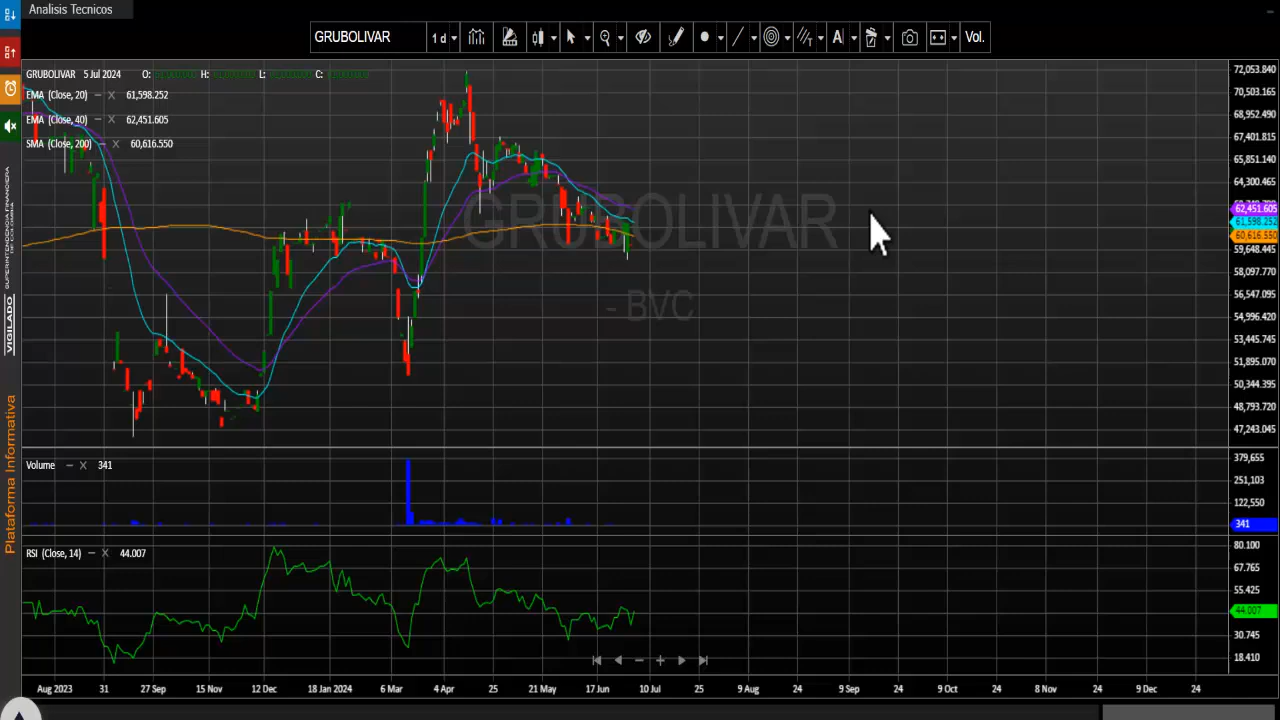 Analisis Tecnicos
GRUBOLIVAR 1 d Vol.
GRUBOLIVAR 5 Jul 2024 O: H: L: C:
EMA (Close, 20) 61,598.252
EMA (Close, 40) 62,451.605
SMA (Close, 200) 60,616.550
GRUBOLIVAR
- BVC
72,053.840
70,503.165
68,952.490
67,401.815
65,851.140
64,300.465
62,451.605
61,598.252
60,616.550
59,648.445
58,097.770
56,547.095
54,996.420
53,445.745
51,895.070
50,344.395
48,793.720
47,243.045
Volume 341
379,655
251,103
122,550
341
RSI (Close, 14) 44.007
80.100
67.765
55.425
44.007
30.745
18.410
Aug 2023 31 27 Sep 15 Nov 12 Dec 18 Jan 2024 6 Mar 4 Apr 25 21 May 17 Jun 10 Jul 25 9 Aug 24 9 Sep 24 9 Oct 24 8 Nov 24 9 Dec 24
VIGILADO
Plataforma Informativa